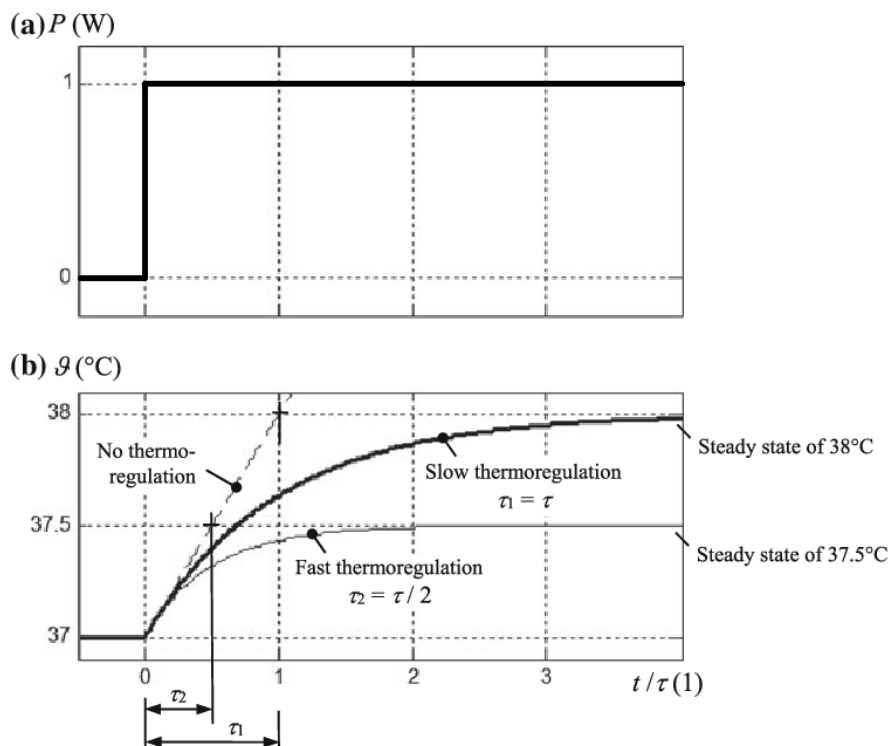 (a) P (W)
1
0
(b) ϑ (°C)
38
37.5
37
No thermo-
regulation
Slow thermoregulation
τ₁ = τ
Fast thermoregulation
τ₂ = τ / 2
Steady state of 38°C
Steady state of 37.5°C
0 1 2 3 t/τ (1)
τ₂
τ₁